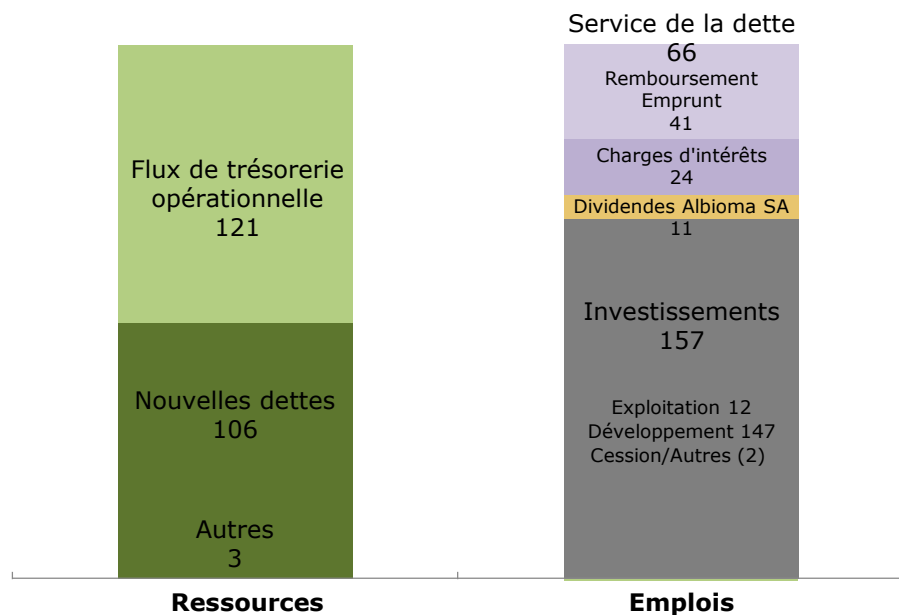 Flux de trésorerie
opérationnelle
121
Nouvelles dettes
106
Autres
3
Ressources
Service de la dette
66
Remboursement
Emprunt
41
Charges d'intérêts
24
Dividendes Albioma SA
11
Investissements
157
Exploitation 12
Développement 147
Cession/Autres (2)
Emplois